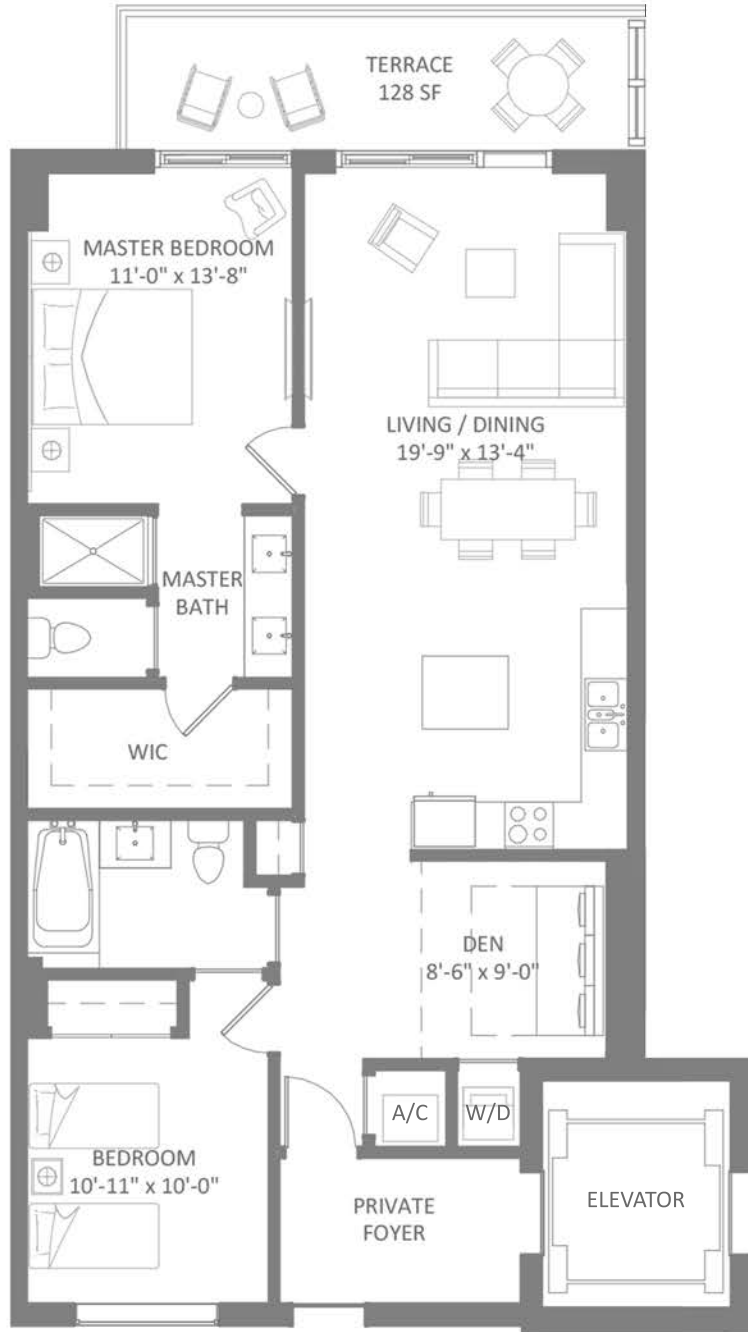 TERRACE
128 SF
MASTER BEDROOM
11'-0" x 13'-8"
LIVING / DINING
19'-9" x 13'-4"
MASTER
BATH
WIC
DEN
8'-6" x 9'-0"
A/C
W/D
BEDROOM
10'-11" x 10'-0"
PRIVATE
FOYER
ELEVATOR